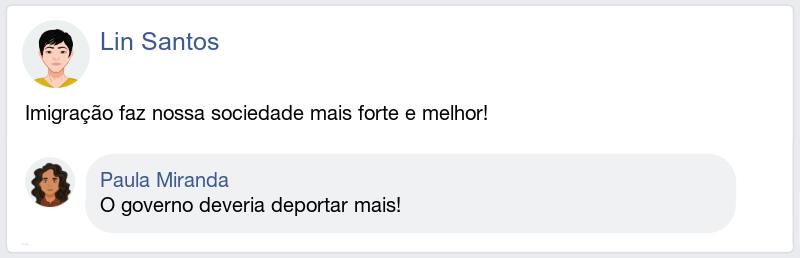 Lin Santos
Imigração faz nossa sociedade mais forte e melhor!
Paula Miranda
O governo deveria deportar mais!